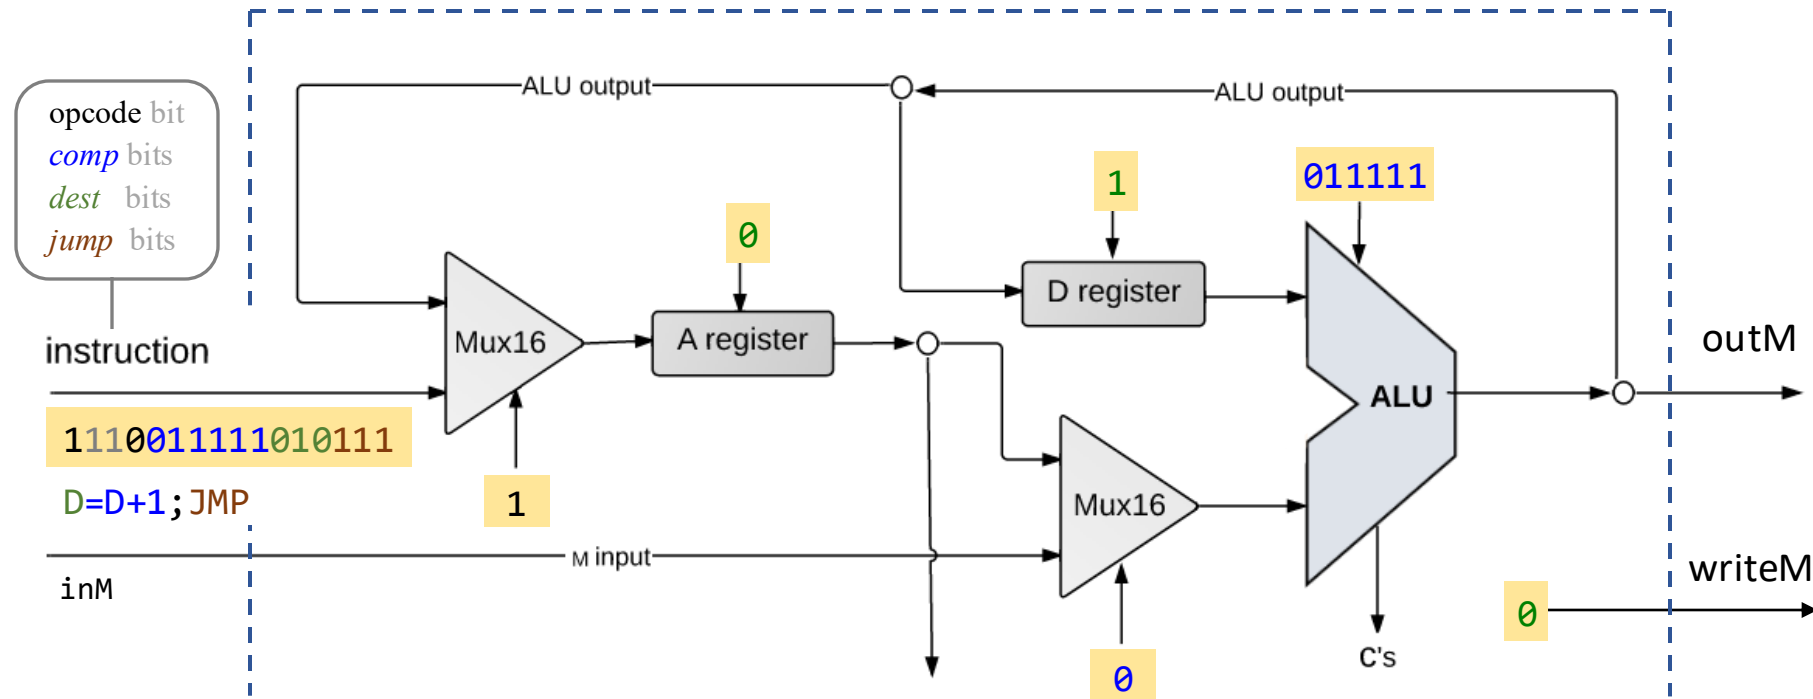 ALU output
ALU output
opcode bit
comp bits
dest bits
jump bits
1
011111
0
D register
A register
Mux16
instruction
outM
ALU
1110011111010111
D=D+1;JMP
1
Mux16
M input
inM
writeM
0
C's
0